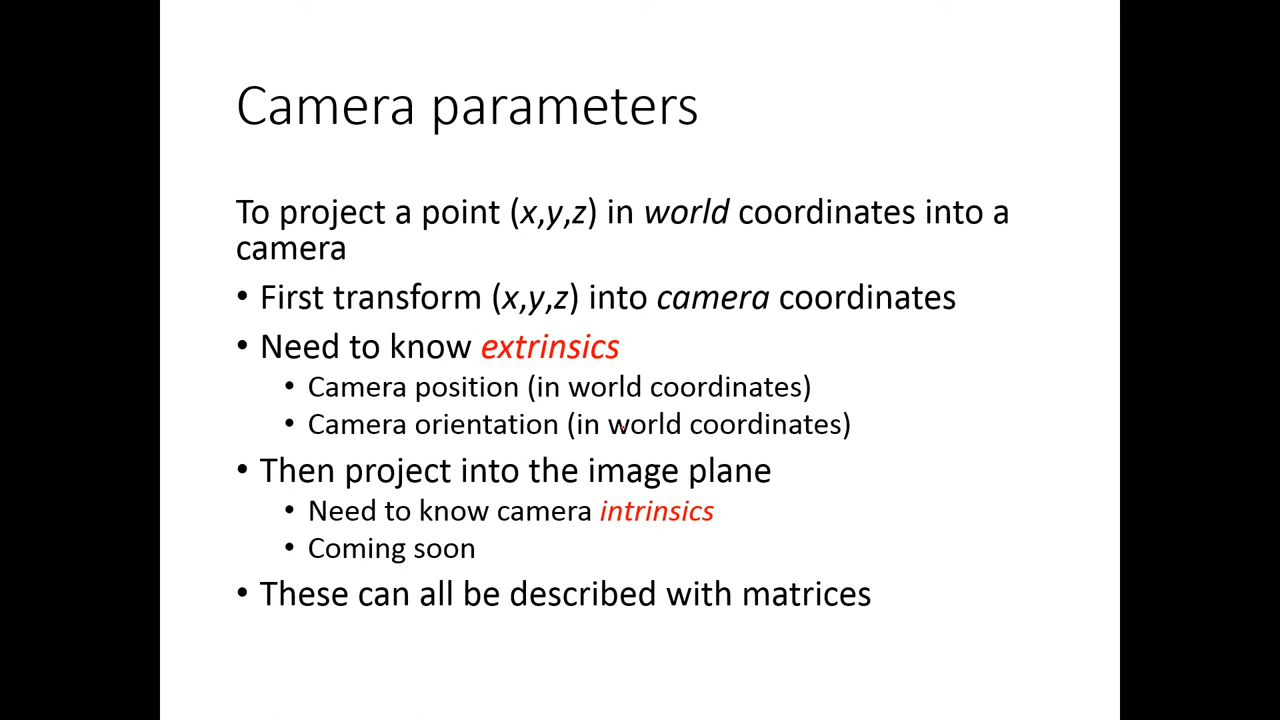 Camera parameters
To project a point (x,y,z) in world coordinates into a
camera
• First transform (x,y,z) into camera coordinates
• Need to know extrinsics
• Camera position (in world coordinates)
• Camera orientation (in world coordinates)
• Then project into the image plane
• Need to know camera intrinsics
• Coming soon
• These can all be described with matrices